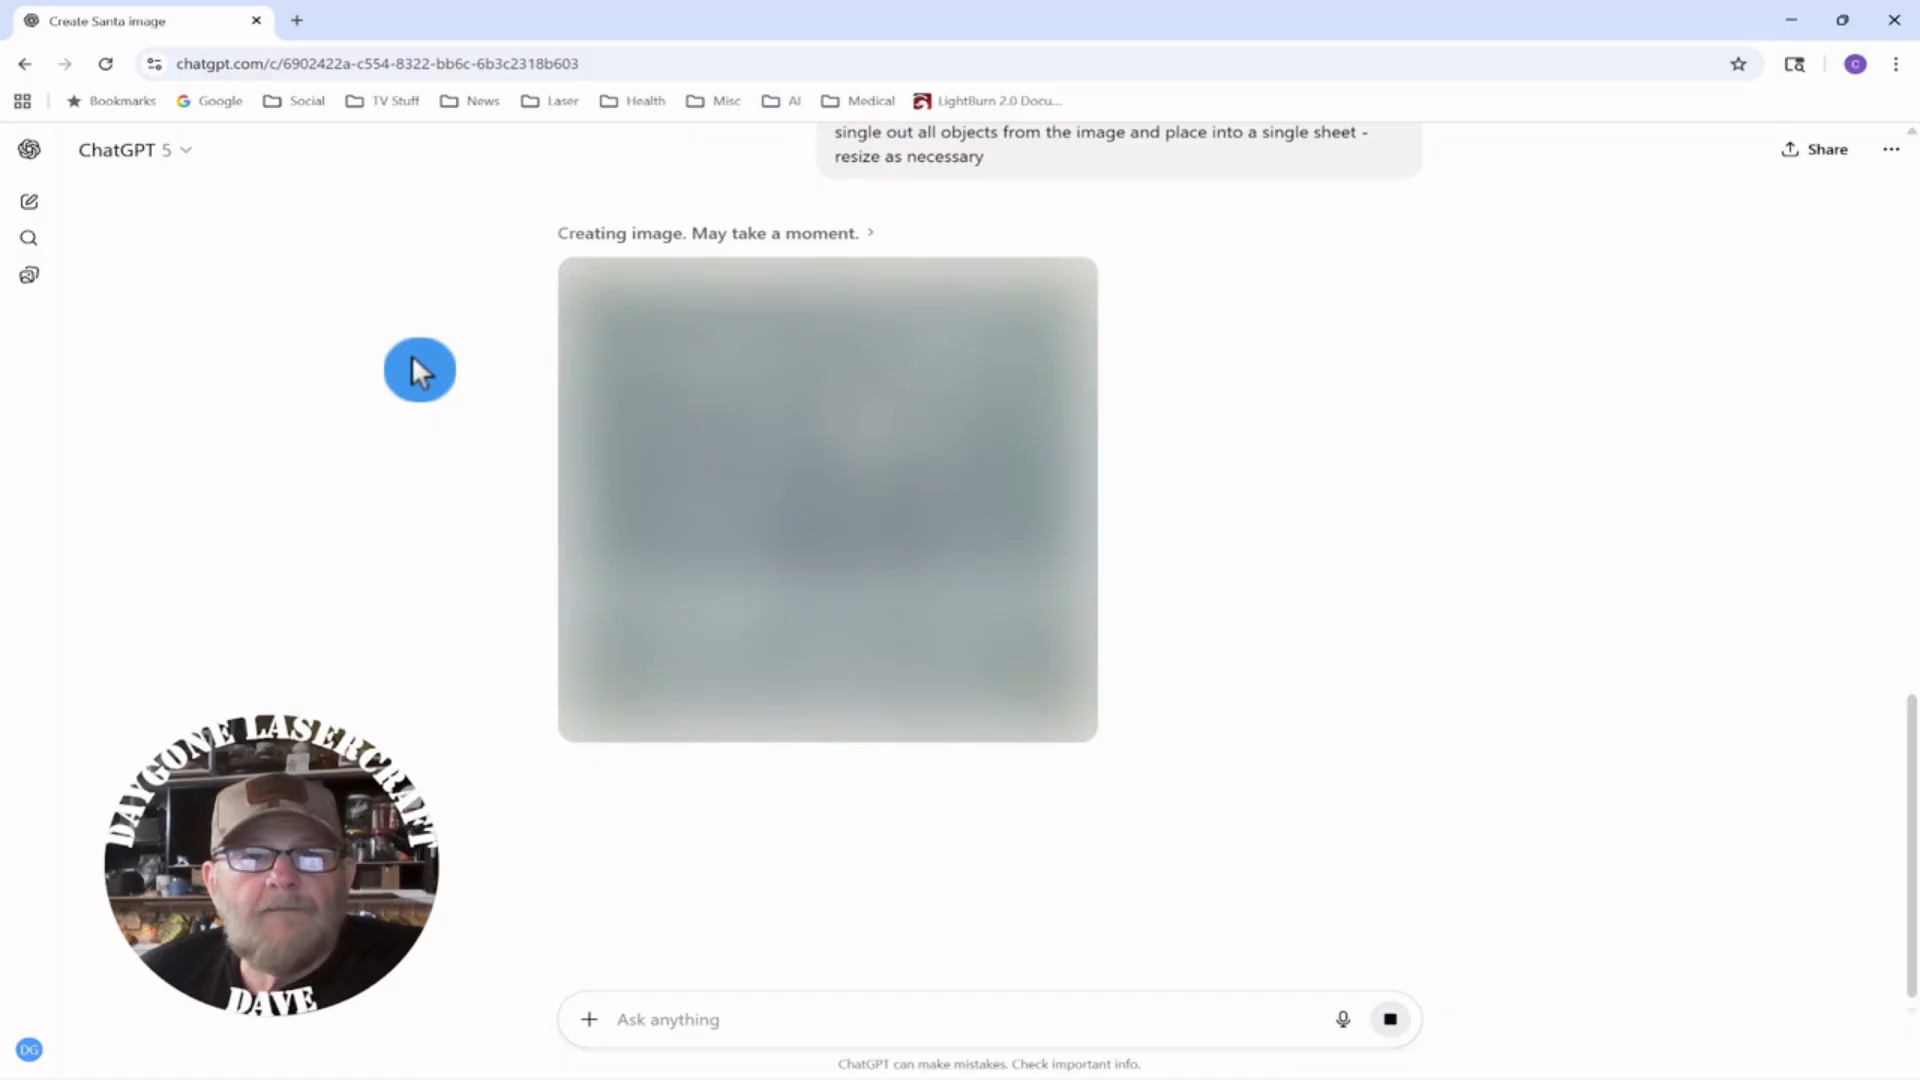 Create Santa image
chatgpt.com/c/6902422a-c554-8322-bb6c-6b3c2318b603
C
Bookmarks
Google
Social
TV Stuff
News
Laser
Health
Misc
AI
Medical
LightBurn 2.0 Docu...
single out all objects from the image and place into a single sheet -
resize as necessary
ChatGPT 5
Share
Creating image. May take a moment.
DAYGONE LASERCRAFT
DAVE
Ask anything
DG
ChatGPT can make mistakes. Check important info.